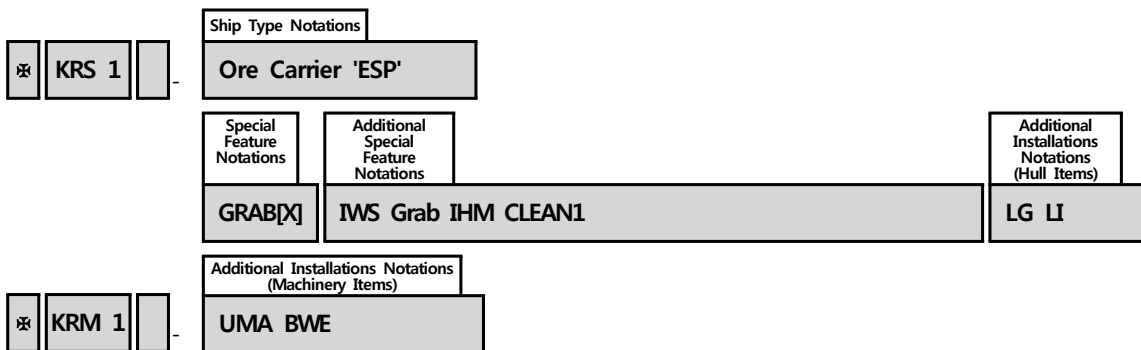 Ship Type Notations
✠ KRS 1 - Ore Carrier 'ESP'
Special
Feature
Notations
Additional
Special
Feature
Notations
Additional
Installations
Notations
(Hull Items)
GRAB[X] IWS Grab IHM CLEAN1 LG LI
Additional Installations Notations
(Machinery Items)
✠ KRM 1 - UMA BWE